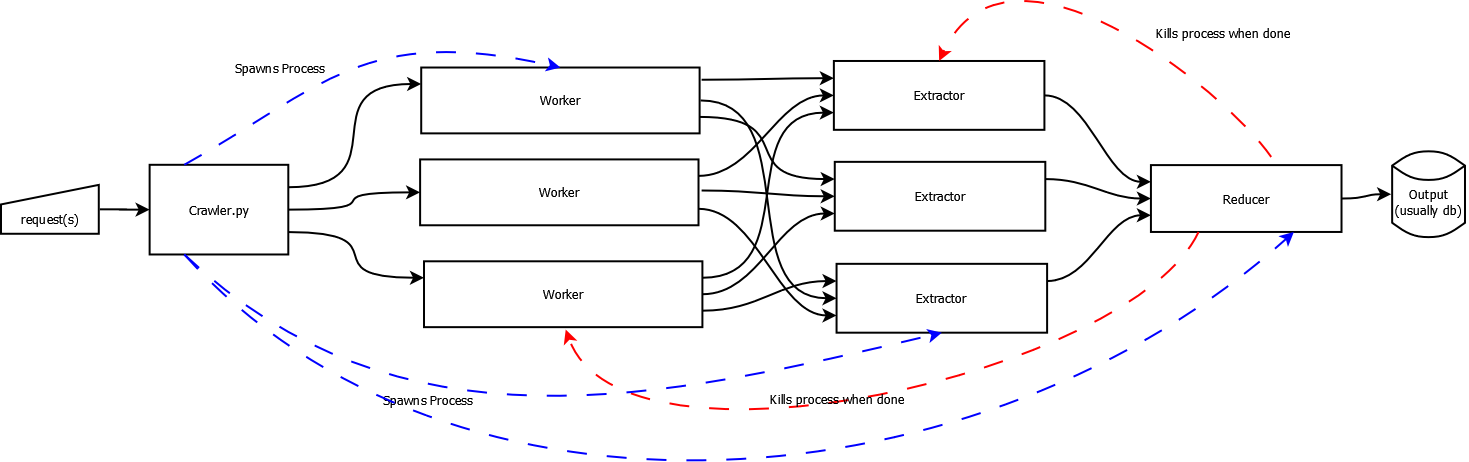 Kills process when done
Spawns Process
Worker
Extractor
Worker
Extractor
request(s)
Crawler.py
Reducer
Output
(usually db)
Worker
Extractor
Spawns Process
Kills process when done